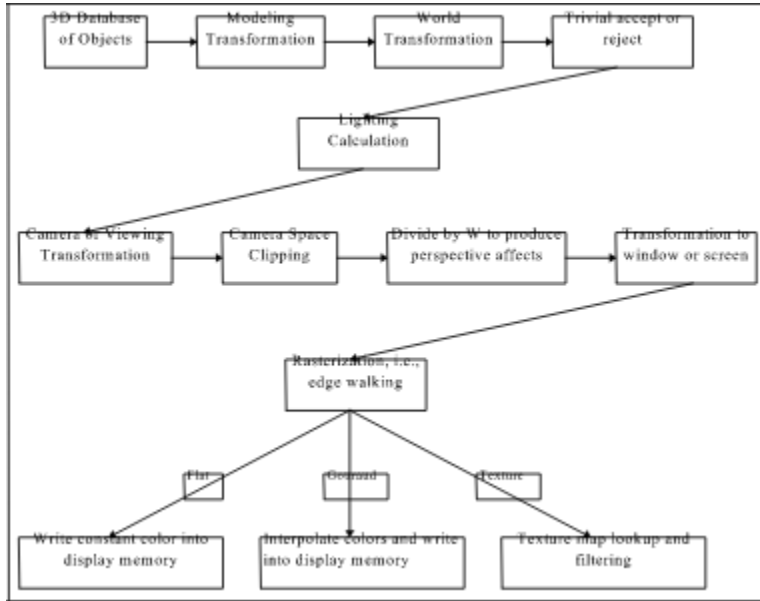 3D Database
of Objects
Modeling
Transformation
World
Transformation
Trivial accept or
reject
Lighting
Calculation
Camera or Viewing
Transformation
Camera Space
Clipping
Divide by W to produce
perspective affects
Transformation to
window or screen
Rasterization, i.e.,
edge walking
Flat
Gouraud
Texture
Write constant color into
display memory
Interpolate colors and write
into display memory
Texture map lookup and
filtering